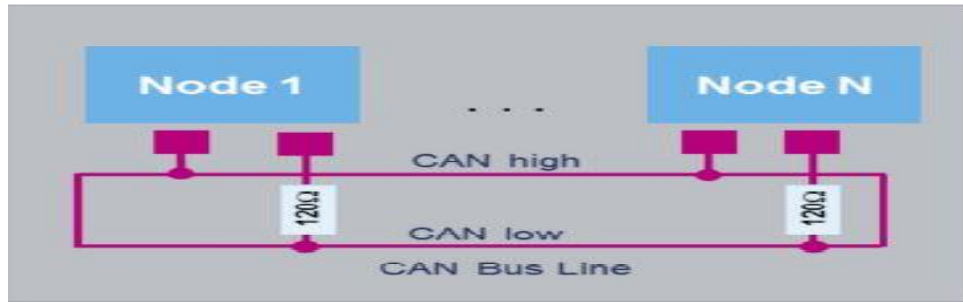 Node 1
. . .
Node N
CAN high
120Ω
120Ω
CAN low
CAN Bus Line